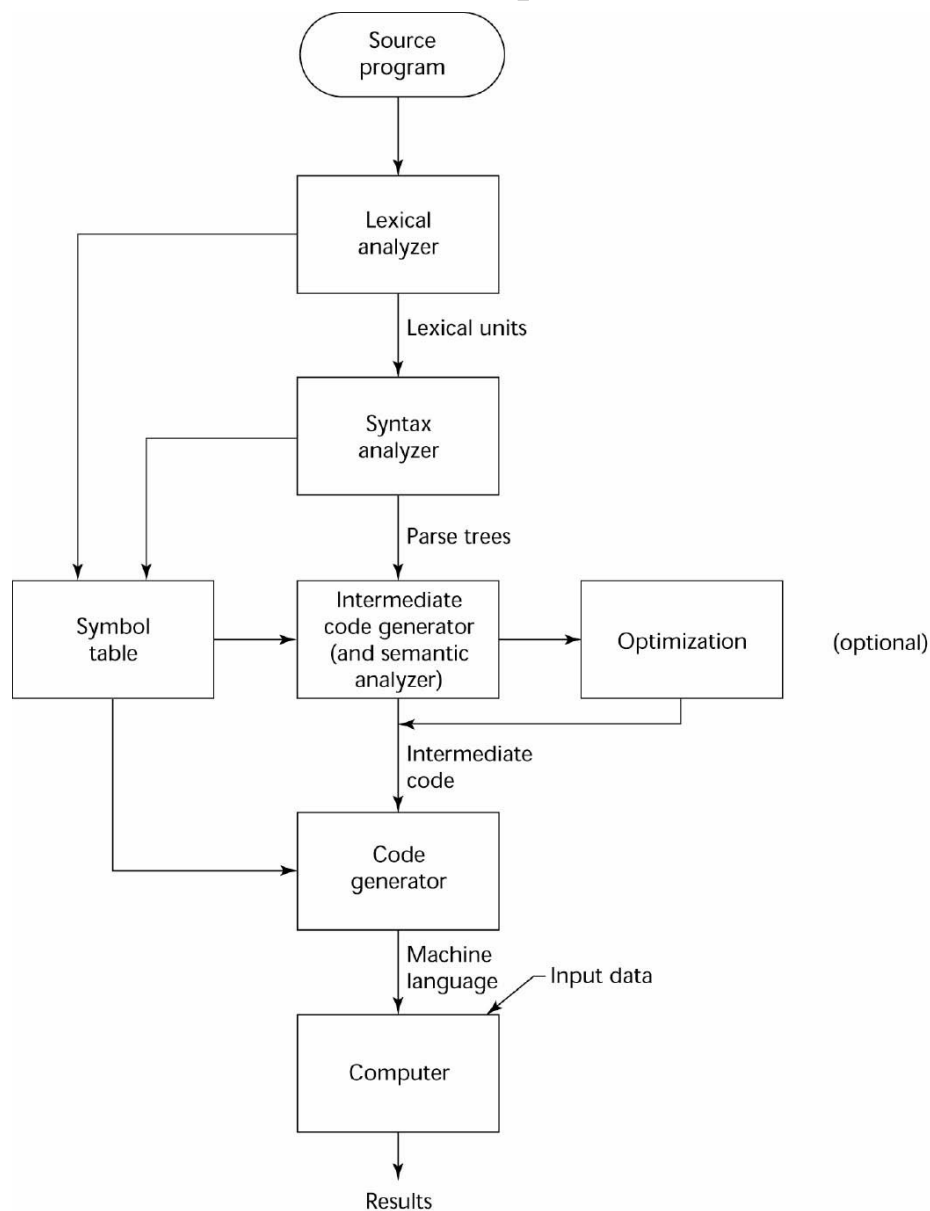 Source
program
Lexical
analyzer
Lexical units
Syntax
analyzer
Parse trees
Symbol
table
Intermediate
code generator
(and semantic
analyzer)
Optimization
(optional)
Intermediate
code
Code
generator
Machine
language
Input data
Computer
Results